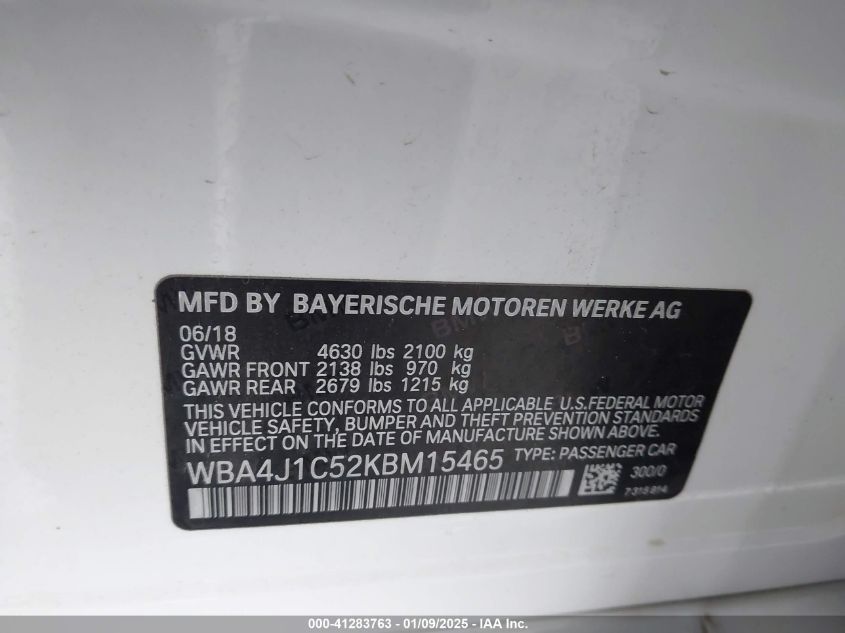 MFD BY BAYERISCHE MOTOREN WERKE AG
06/18
GVWR 4630 lbs 2100 kg
GAWR FRONT 2138 lbs 970 kg
GAWR REAR 2679 lbs 1215 kg
THIS VEHICLE CONFORMS TO ALL APPLICABLE U.S.FEDERAL MOTOR
VEHICLE SAFETY, BUMPER AND THEFT PREVENTION STANDARDS
IN EFFECT ON THE DATE OF MANUFACTURE SHOWN ABOVE.
WBA4J1C52KBM15465 TYPE: PASSENGER CAR
300/0
7318814
000-41283763 - 01/09/2025 - IAA Inc.